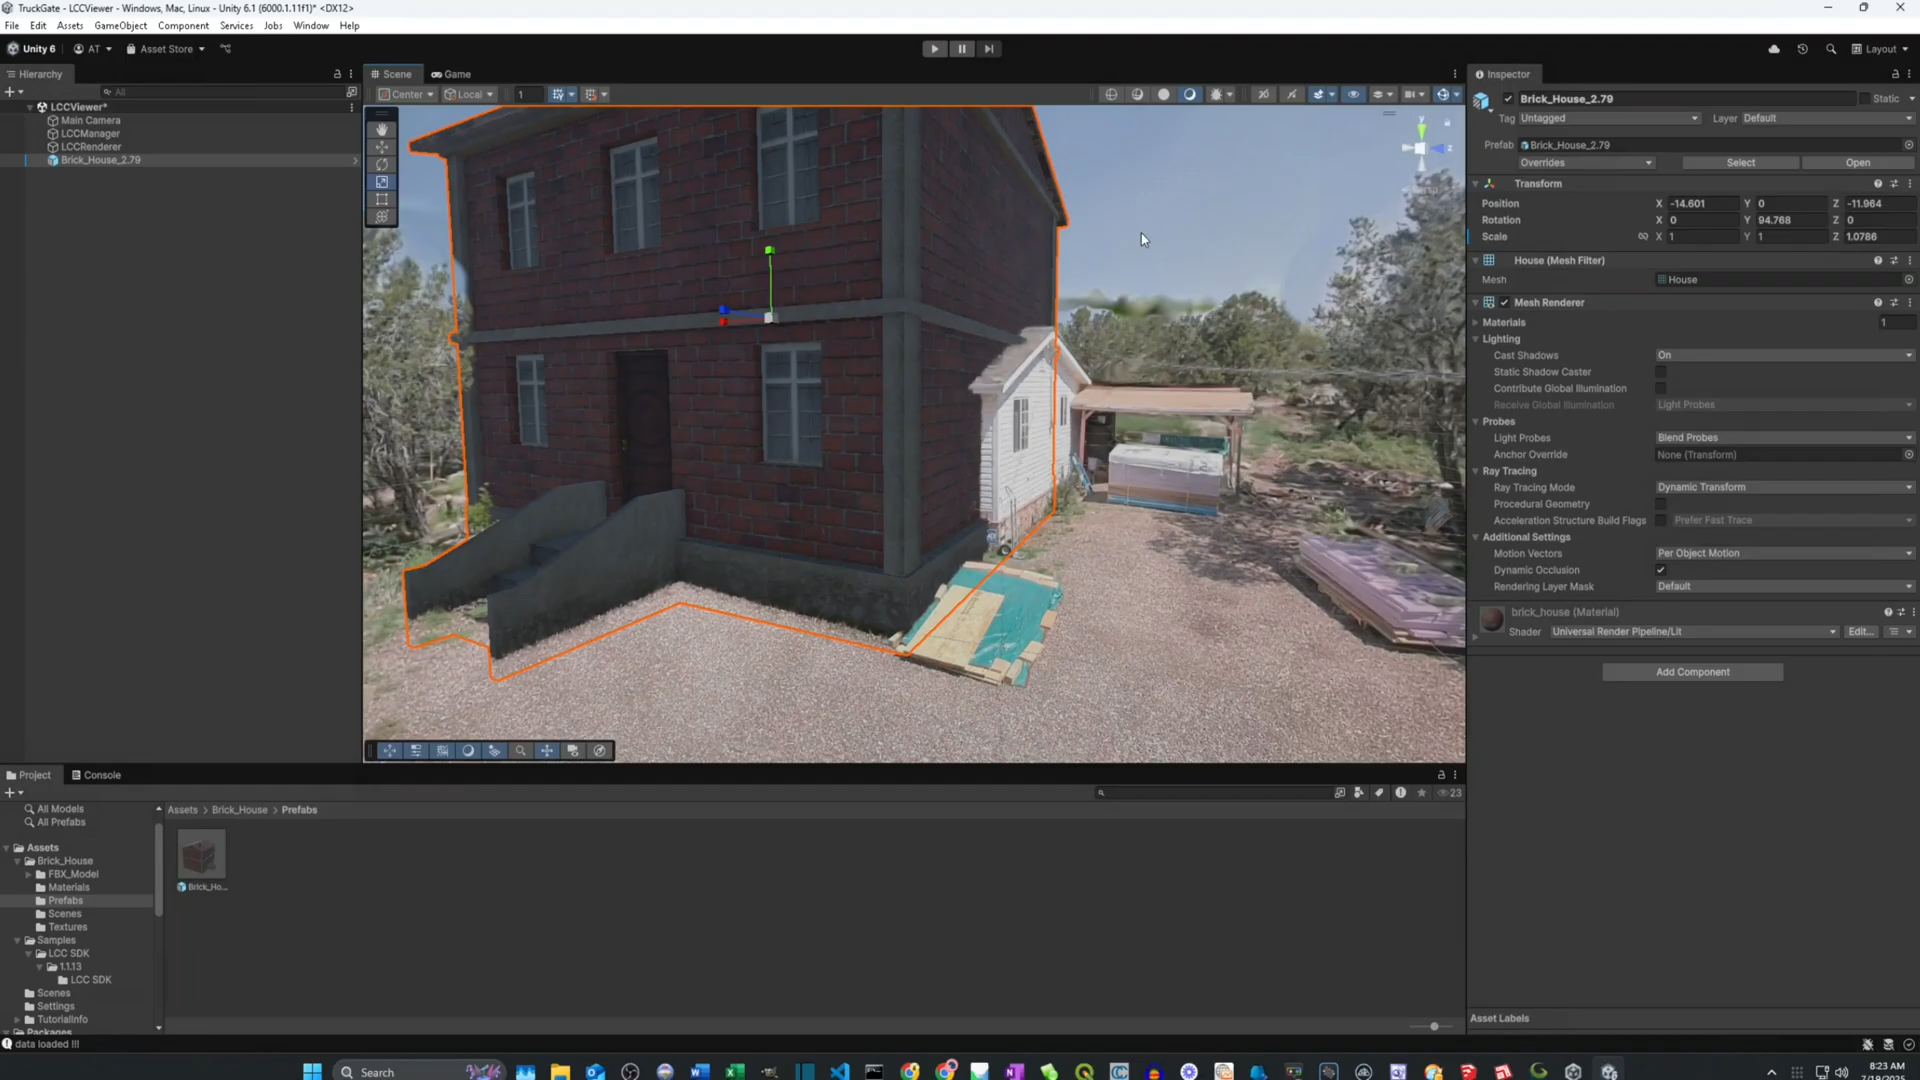 TruckGate - LCCViewer - Windows, Mac, Linux - Unity 6.1 (6000.1.11f1)* <DX12>
File Edit Assets GameObject Component Services Jobs Window Help
Unity 6 AT Asset Store Layout
Hierarchy Scene Game Inspector
All Center Local 1
LCCViewer*
Main Camera
LCCManager
LCCRenderer
Brick_House_2.79
Brick_House_2.79 Static
Tag Untagged Layer Default
Prefab Brick_House_2.79
Overrides Select Open
Transform
Position X -14.601 Y 0 Z -11.964
Rotation X 0 Y 94.768 Z 0
Scale X 1 Y 1 Z 1.0786
House (Mesh Filter)
Mesh House
Mesh Renderer
Materials 1
Lighting
Cast Shadows On
Static Shadow Caster
Contribute Global Illumination
Receive Global Illumination Light Probes
Probes
Light Probes Blend Probes
Anchor Override None (Transform)
Ray Tracing
Ray Tracing Mode Dynamic Transform
Procedural Geometry
Acceleration Structure Build Flags Prefer Fast Trace
Additional Settings
Motion Vectors Per Object Motion
Dynamic Occlusion
Rendering Layer Mask Default
brick_house (Material)
Shader Universal Render Pipeline/Lit Edit...
Add Component
y
z
Project Console
23
All Models
All Prefabs
Assets > Brick_House > Prefabs
Assets
Brick_House
FBX_Model
Materials
Prefabs
Scenes
Textures
Samples
LCC SDK
1.1.13
LCC SDK
Scenes
Settings
TutorialInfo
Packages
Brick_Ho...
Asset Labels
data loaded !!!
Search
8:23 AM